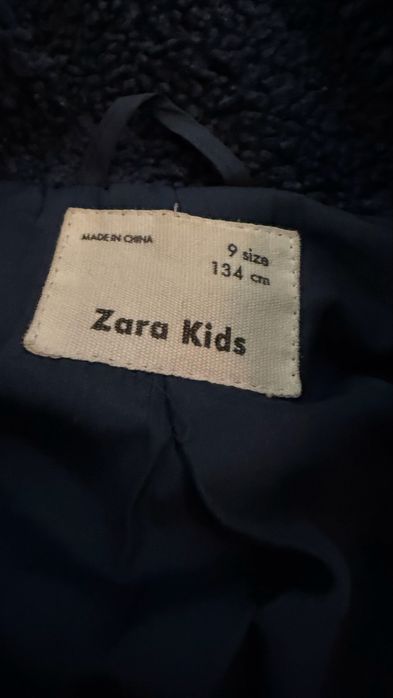 MADE IN CHINA
9 size
134 cm
Zara Kids